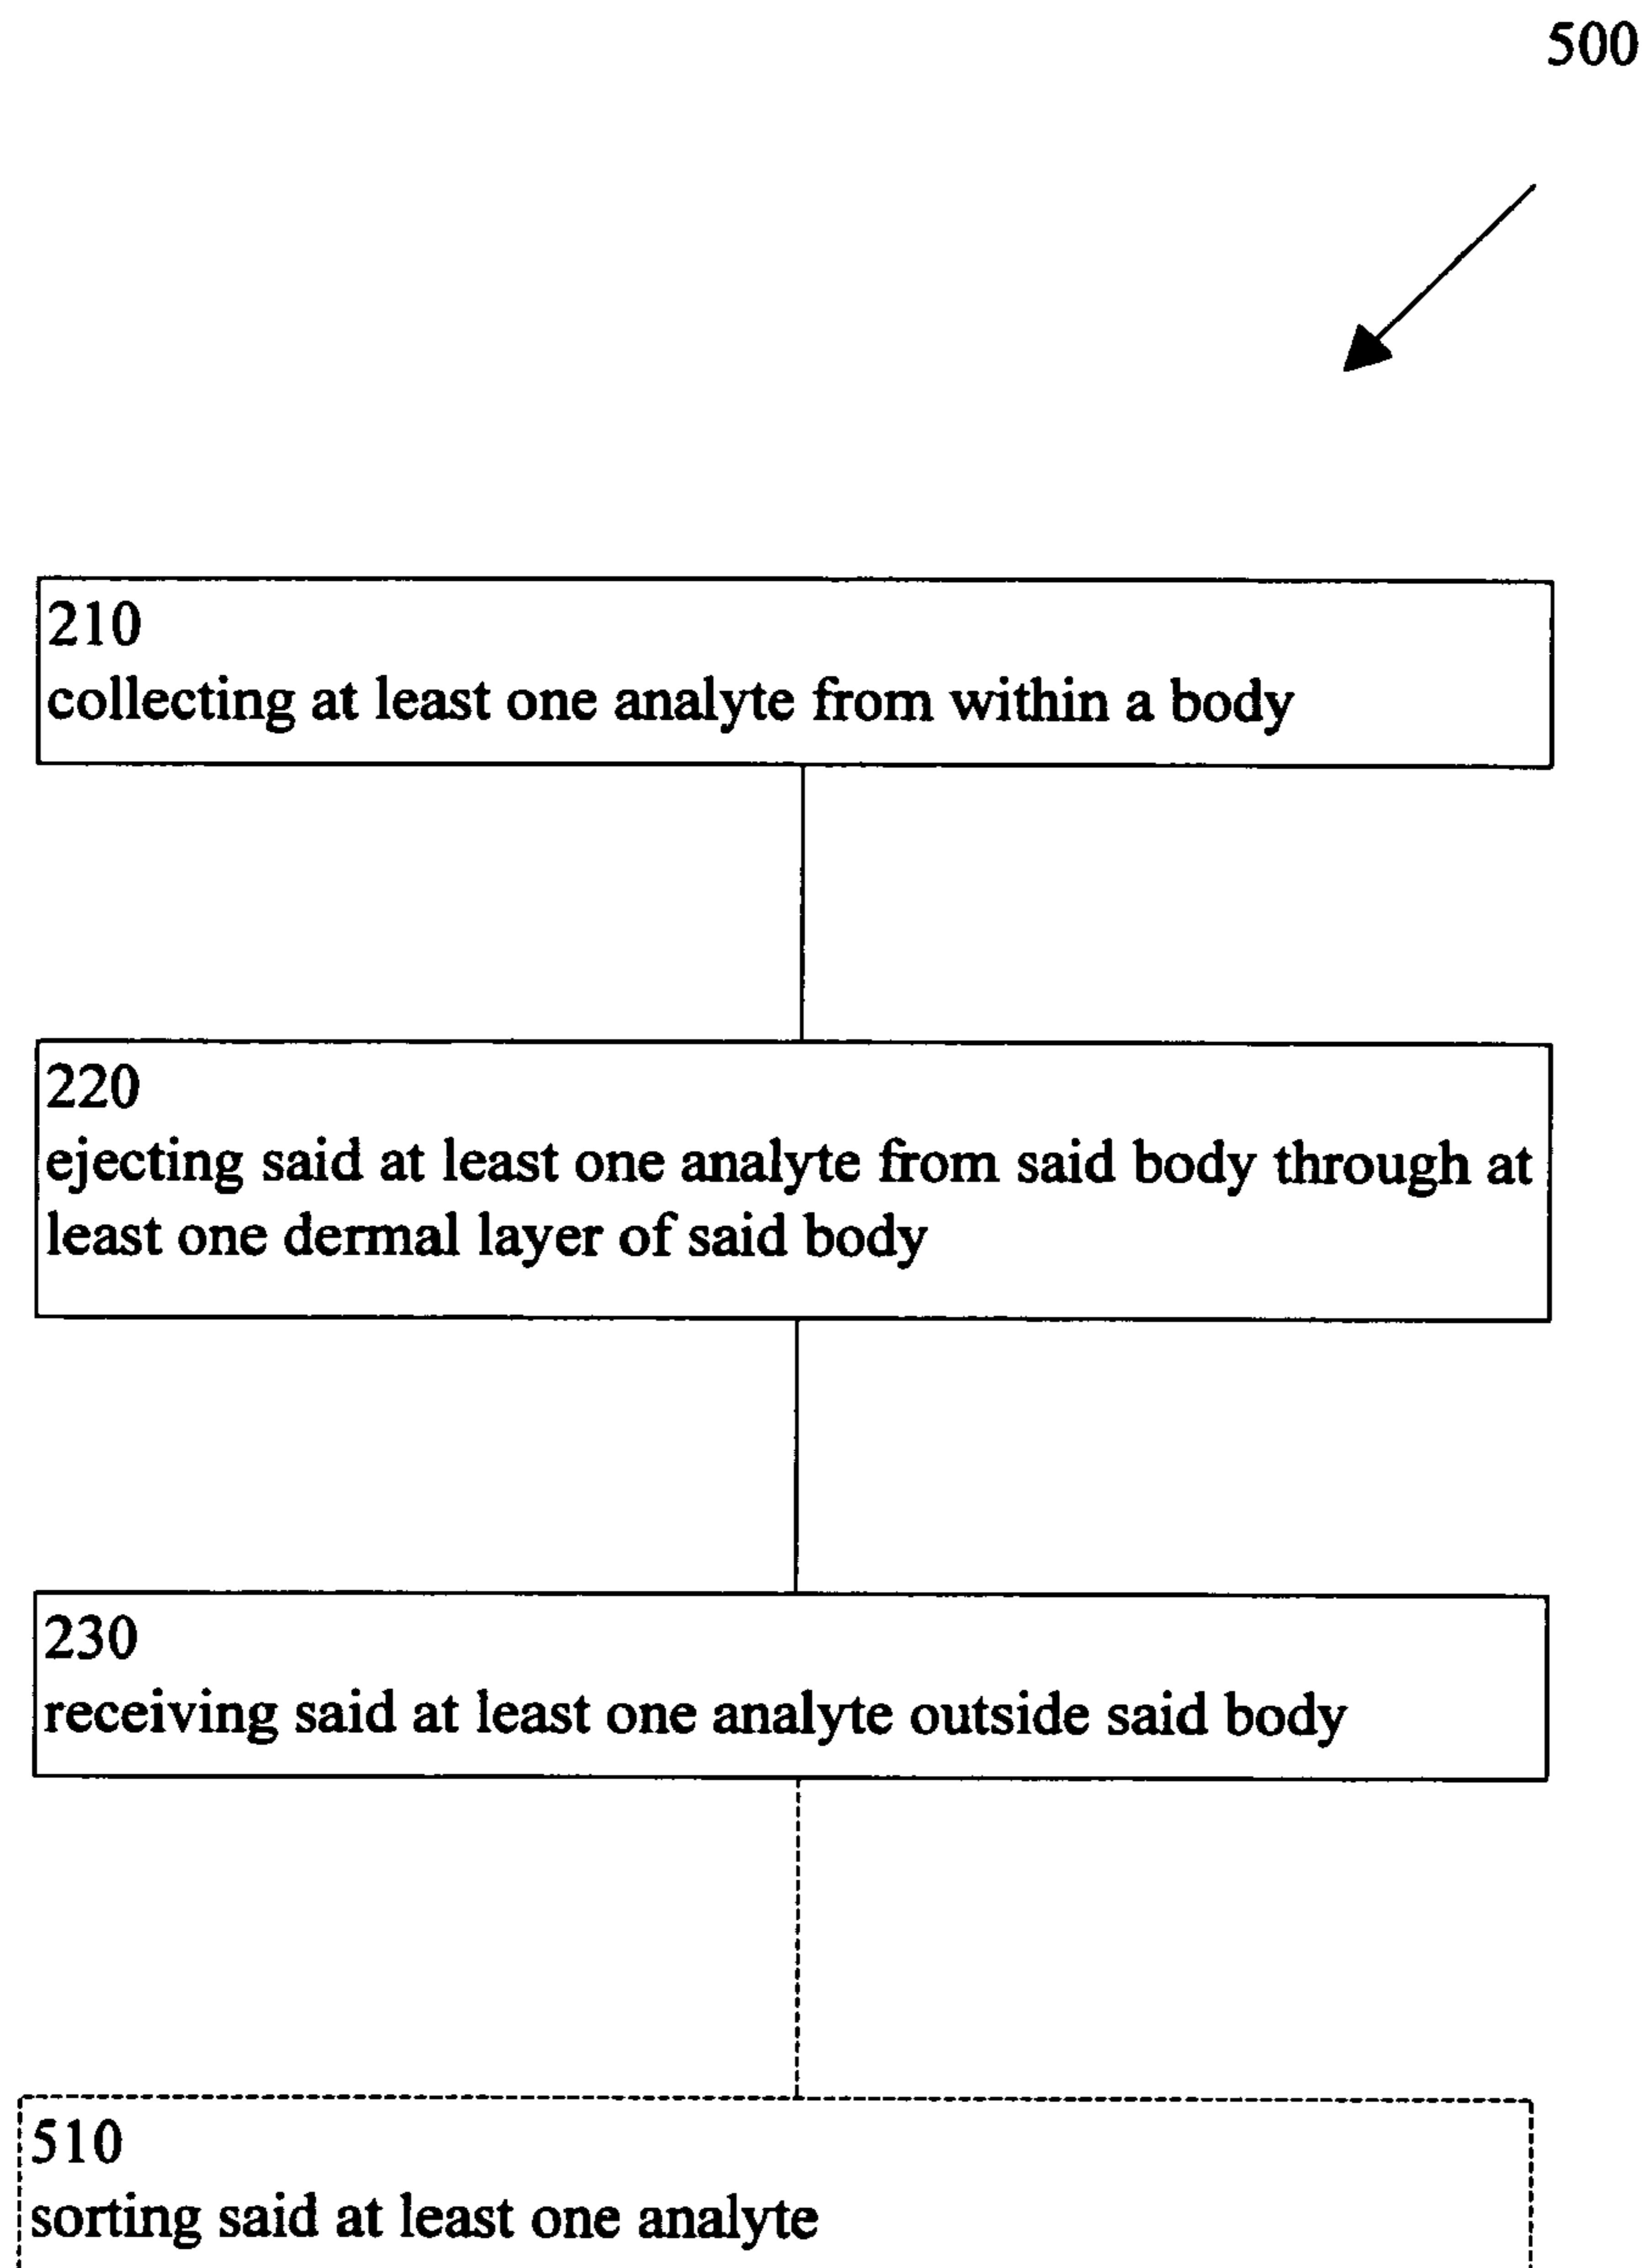 500
210
collecting at least one analyte from within a body
220
ejecting said at least one analyte from said body through at
least one dermal layer of said body
230
receiving said at least one analyte outside said body
510
sorting said at least one analyte